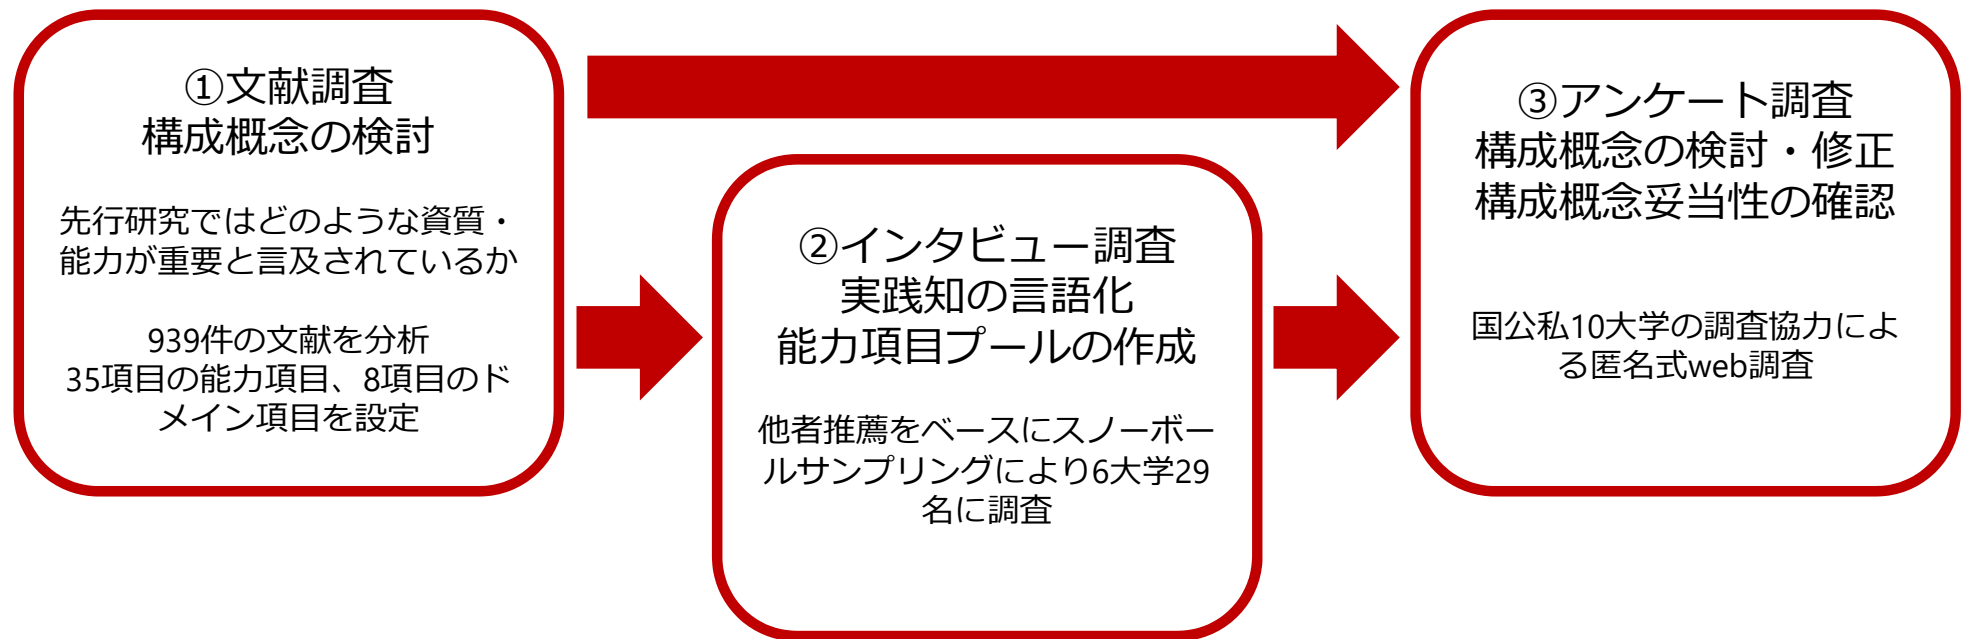 ①文献調査
構成概念の検討
先行研究ではどのような資質・
能力が重要と言及されているか
939件の文献を分析
35項目の能力項目、8項目のド
メイン項目を設定
②インタビュー調査
実践知の言語化
能力項目プールの作成
他者推薦をベースにスノーボー
ルサンプリングにより6大学29
名に調査
③アンケート調査
構成概念の検討・修正
構成概念妥当性の確認
国公私10大学の調査協力によ
る匿名式web調査